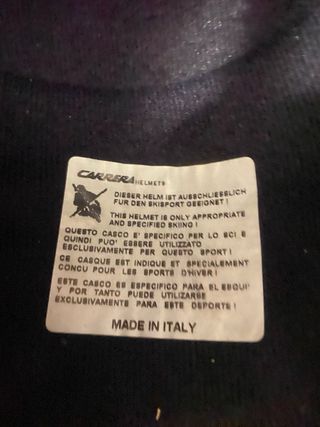 CARRERA HELMETS
DIESER HELM IST AUSSCHLIESSLICH
FUR DEN SKISPORT GEEIGNET !
THIS HELMET IS ONLY APPROPRIATE
AND SPECIFIED SKIING !
QUESTO CASCO E' SPECIFICO PER LO SCI E
QUINDI PUO' ESSERE UTILIZZATO
ESCLUSIVAMENTE PER QUESTO SPORT !
CE CASQUE EST INDIQUE ET SPECIALEMENT
CONCU POUR LES SPORTS D'HIVER !
ESTE CASCO ES ESPECIFICO PARA EL ESQUI'
Y POR TANTO PUEDE UTILIZARSE
EXCLUSIVAMENTE PARA ESTE DEPORTE !
MADE IN ITALY